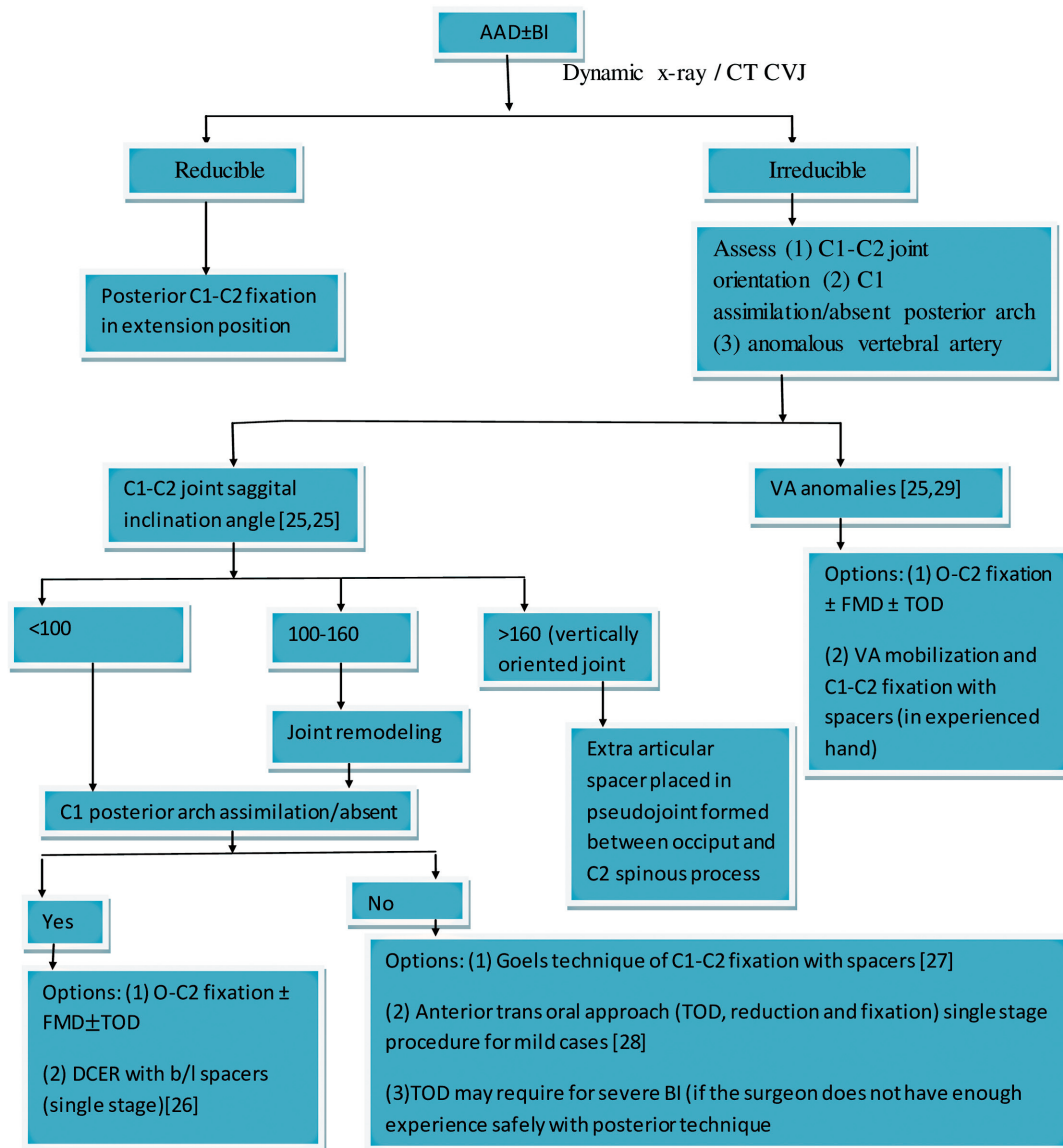 AAD±BI
Dynamic x-ray / CT CVJ
Reducible
Irreducible
Posterior C1-C2 fixation
in extension position
Assess (1) C1-C2 joint
orientation (2) C1
assimilation/absent posterior arch
(3) anomalous vertebral artery
C1-C2 joint saggital
inclination angle [25,25]
VA anomalies [25,29]
<100
100-160
>160 (vertically
oriented joint
Options: (1) O-C2 fixation
± FMD ± TOD
(2) VA mobilization and
C1-C2 fixation with
spacers (in experienced
hand)
Joint remodeling
Extra articular
spacer placed in
pseudojoint formed
between occiput and
C2 spinous process
C1 posterior arch assimilation/absent
Yes
No
Options: (1) O-C2 fixation ±
FMD±TOD
(2) DCER with b/l spacers
(single stage)[26]
Options: (1) Goels technique of C1-C2 fixation with spacers [27]
(2) Anterior trans oral approach (TOD, reduction and fixation) single stage
procedure for mild cases [28]
(3)TOD may require for severe BI (if the surgeon does not have enough
experience safely with posterior technique